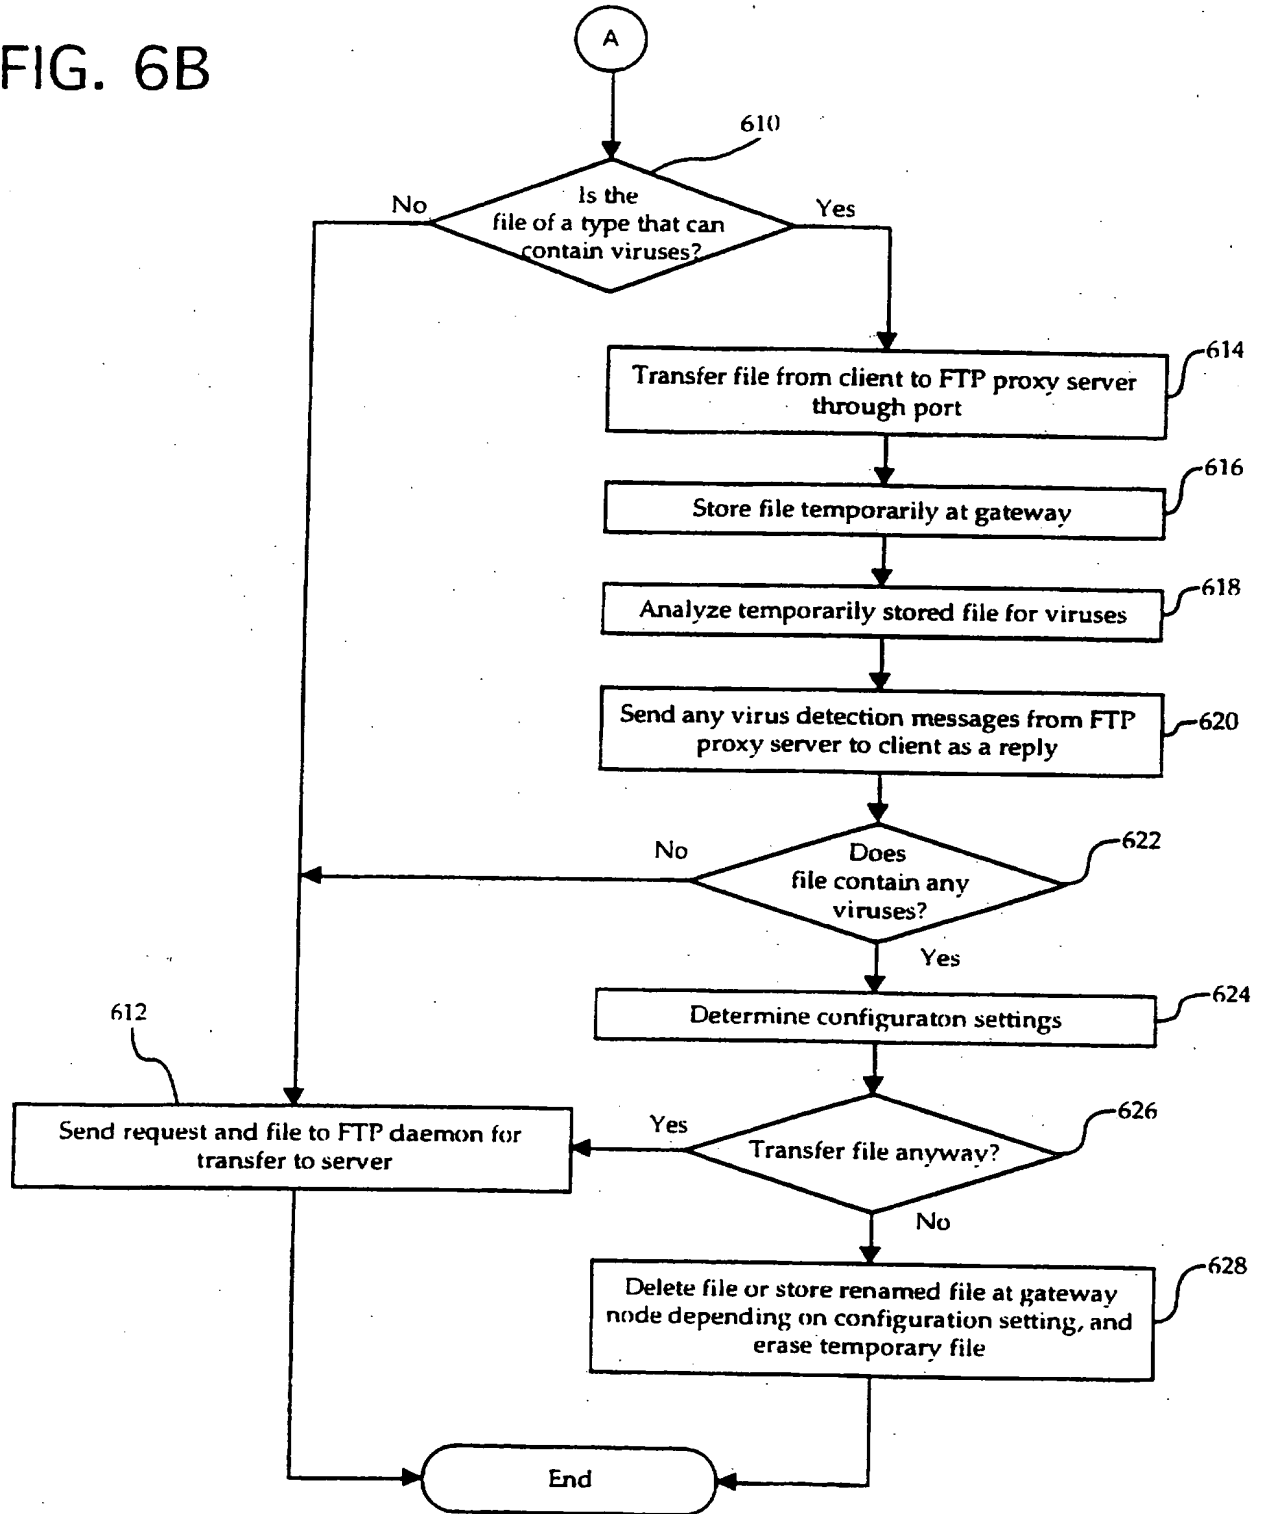 FIG. 6B
A
610
Is the
file of a type that can
contain viruses?
No
Yes
614
Transfer file from client to FTP proxy server
through port
616
Store file temporarily at gateway
618
Analyze temporarily stored file for viruses
620
Send any virus detection messages from FTP
proxy server to client as a reply
622
Does
file contain any
viruses?
No
Yes
624
Determine configuraton settings
612
Send request and file to FTP daemon for
transfer to server
626
Transfer file anyway?
Yes
No
628
Delete file or store renamed file at gateway
node depending on configuration setting, and
erase temporary file
End